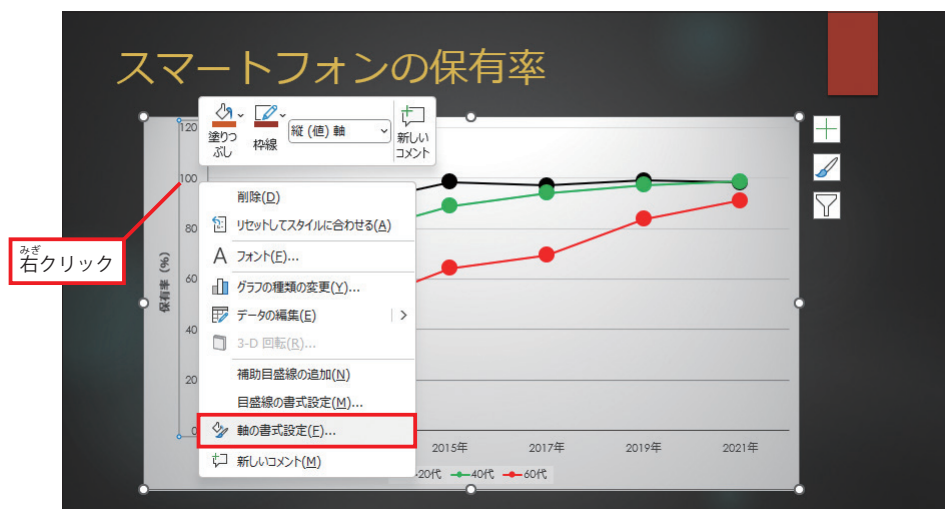 スマートフォンの保有率
塗りつ
ぶし
枠線
縦 (値) 軸
新しい
コメント
120
100
80
60
40
20
0
保有率 (%)
みぎ
右クリック
削除(D)
リセットしてスタイルに合わせる(A)
フォント(F)...
グラフの種類の変更(Y)...
データの編集(E)
3-D 回転(R)...
補助目盛線の追加(N)
目盛線の書式設定(M)...
軸の書式設定(F)...
新しいコメント(M)
2015年 2017年 2019年 2021年
20代 40代 60代